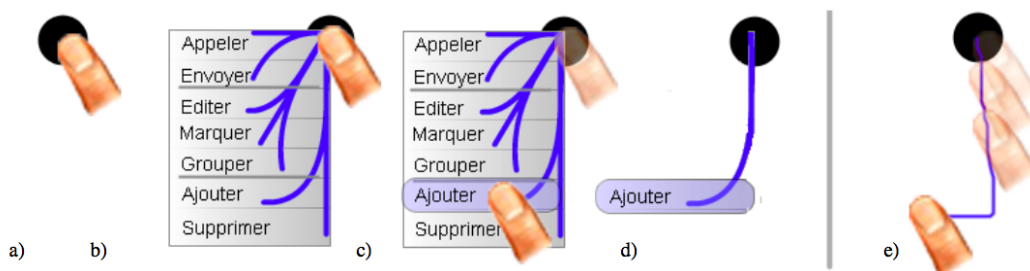 Appeler
Envoyer
Editer
Marquer
Grouper
Ajouter
Supprimer
Appeler
Envoyer
Editer
Marquer
Grouper
Ajouter
Supprimer
Ajouter
a)
b)
c)
d)
e)